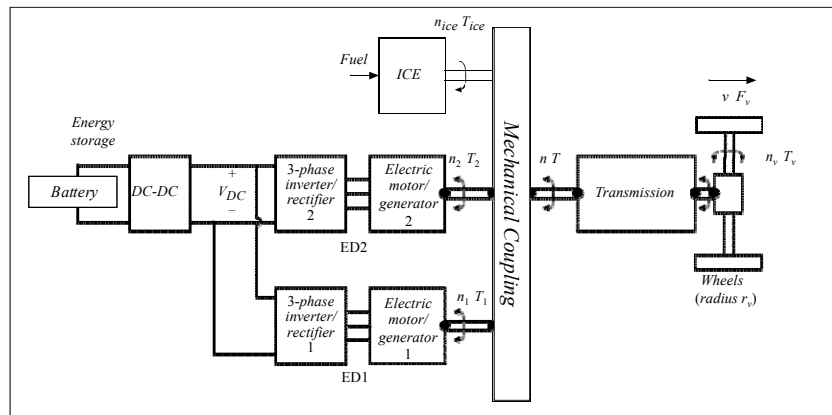 n_ice T_ice
Fuel
ICE
v F_v
Energy
storage
Battery
DC-DC
+
V_DC
−
3-phase
inverter/
rectifier
2
Electric
motor/
generator
2
n_2 T_2
ED2
Mechanical Coupling
n T
Transmission
n_v T_v
Wheels
(radius r_v)
3-phase
inverter/
rectifier
1
Electric
motor/
generator
1
n_1 T_1
ED1